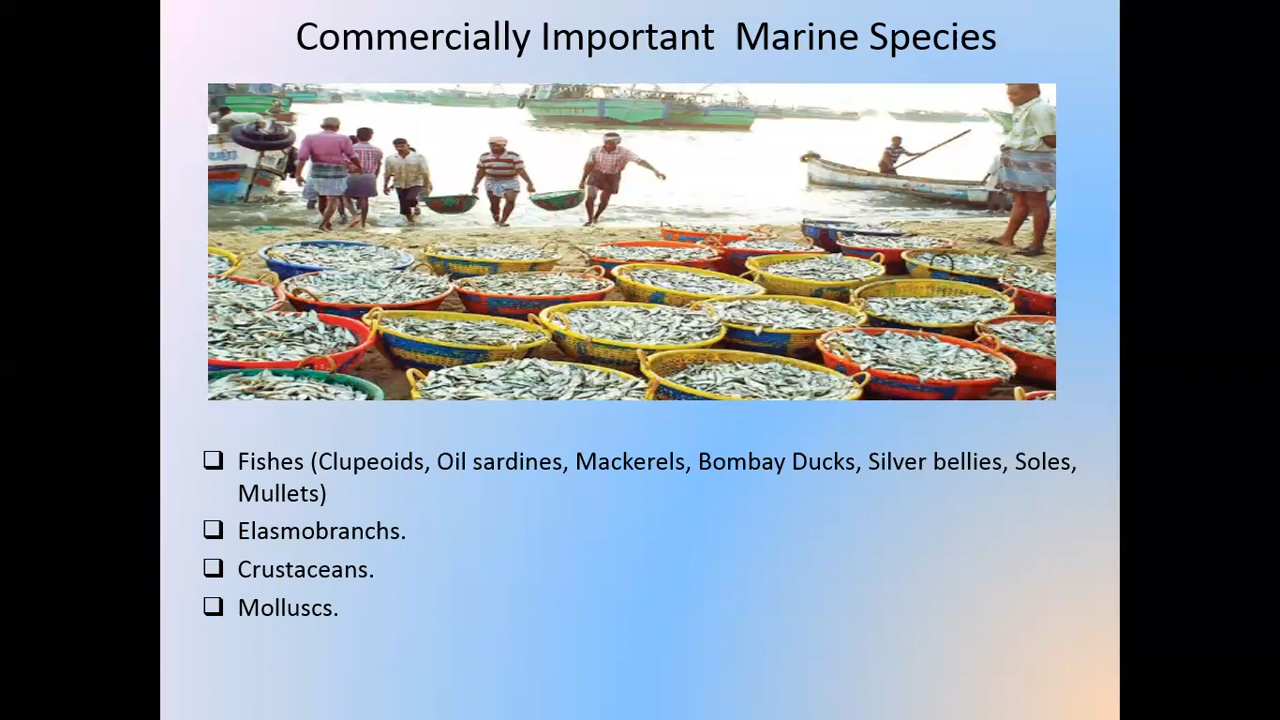 Commercially Important  Marine Species
❑ Fishes (Clupeoids, Oil sardines, Mackerels, Bombay Ducks, Silver bellies, Soles,
Mullets)
❑ Elasmobranchs.
❑ Crustaceans.
❑ Molluscs.